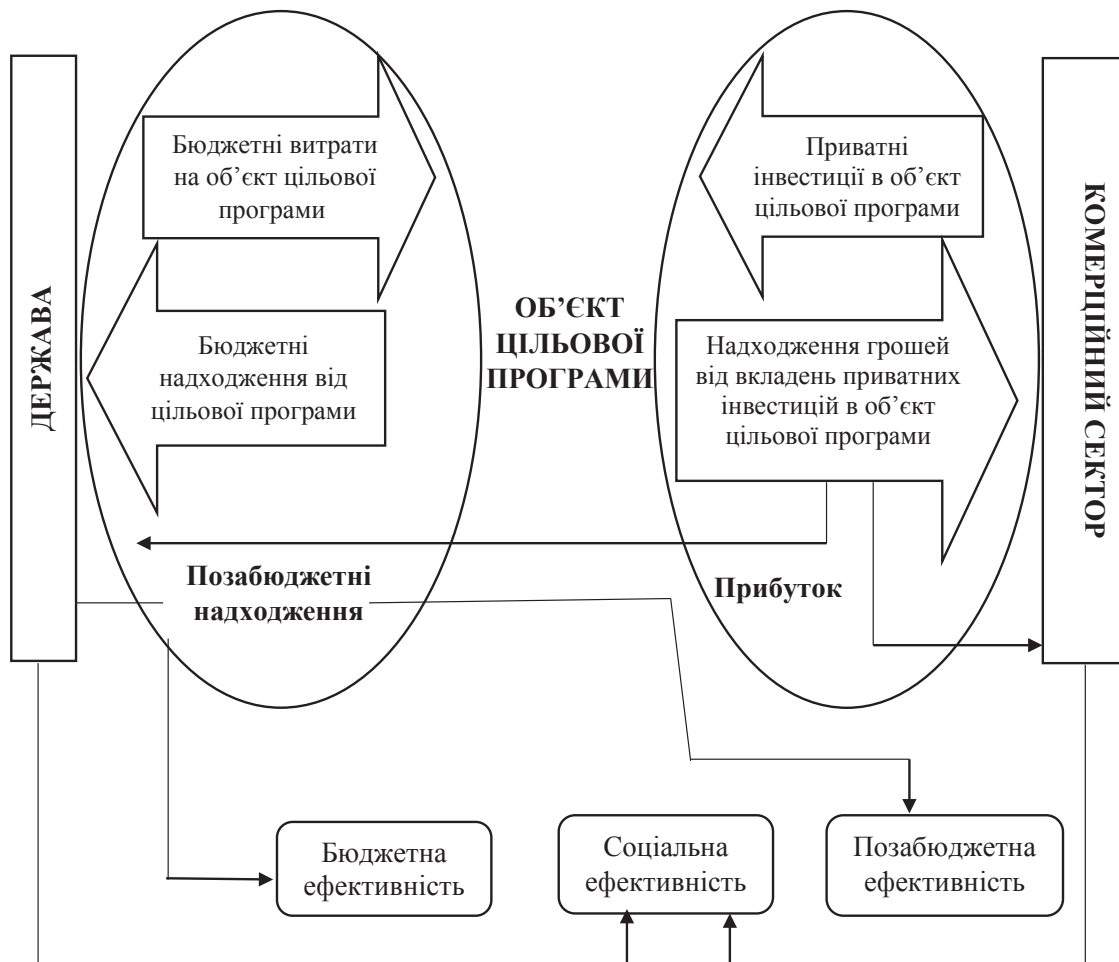 ДЕРЖАВА
Бюджетні витрати
на об’єкт цільової
програми
Бюджетні
надходження від
цільової програми
ОБ’ЄКТ
ЦІЛЬОВОЇ
ПРОГРАМИ
Приватні
інвестиції в об’єкт
цільової програми
Надходження грошей
від вкладень приватних
інвестицій в об’єкт
цільової програми
КОМЕРЦІЙНИЙ СЕКТОР
Позабюджетні
надходження
Прибуток
Бюджетна
ефективність
Соціальна
ефективність
Позабюджетна
ефективність